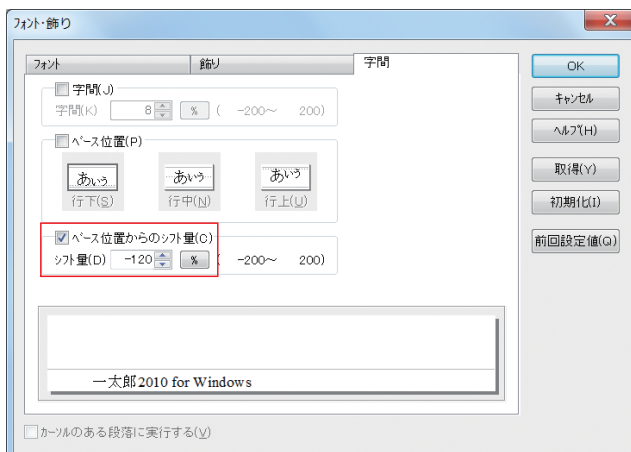 フォント・飾り
フォント 飾り 字間
字間(J)
字間(K) 8 % ( -200～ 200)
ベース位置(P)
あいう あいう あいう
行下(S) 行中(N) 行上(U)
ベース位置からのシフト量(C)
シフト量(D) -120 % ( -200～ 200)
一太郎2010 for Windows
カーソルのある段落に実行する(V)
OK
キャンセル
ヘルプ(H)
取得(Y)
初期化(I)
前回設定値(Q)